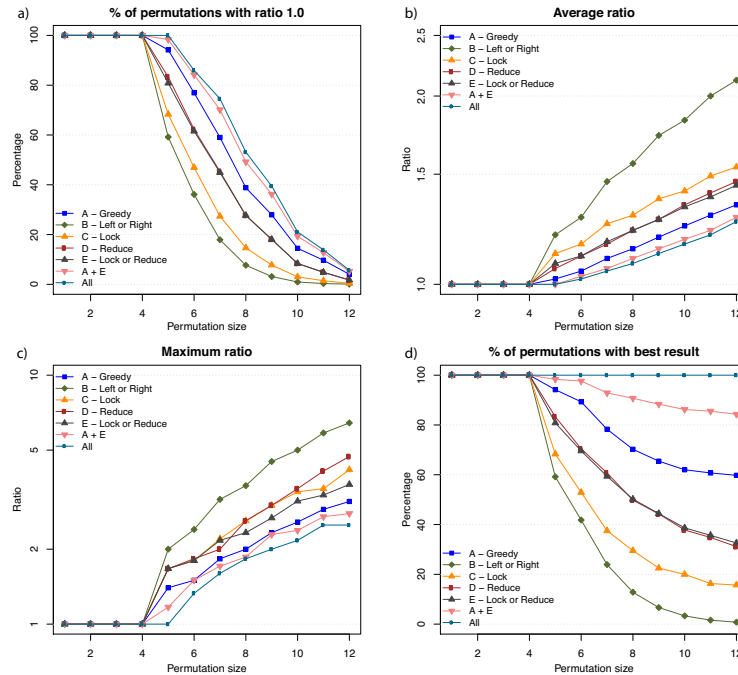 a)
% of permutations with ratio 1.0
Percentage
100
80
60
40
20
0
2 4 6 8 10 12
Permutation size
A − Greedy
B − Left or Right
C − Lock
D − Reduce
E − Lock or Reduce
A + E
All
b)
Average ratio
Ratio
2.5
2.0
1.5
1.0
2 4 6 8 10 12
Permutation size
A − Greedy
B − Left or Right
C − Lock
D − Reduce
E − Lock or Reduce
A + E
All
c)
Maximum ratio
Ratio
10
5
2
1
2 4 6 8 10 12
Permutation size
A − Greedy
B − Left or Right
C − Lock
D − Reduce
E − Lock or Reduce
A + E
All
d)
% of permutations with best result
Percentage
100
80
60
40
20
0
2 4 6 8 10 12
Permutation size
A − Greedy
B − Left or Right
C − Lock
D − Reduce
E − Lock or Reduce
A + E
All